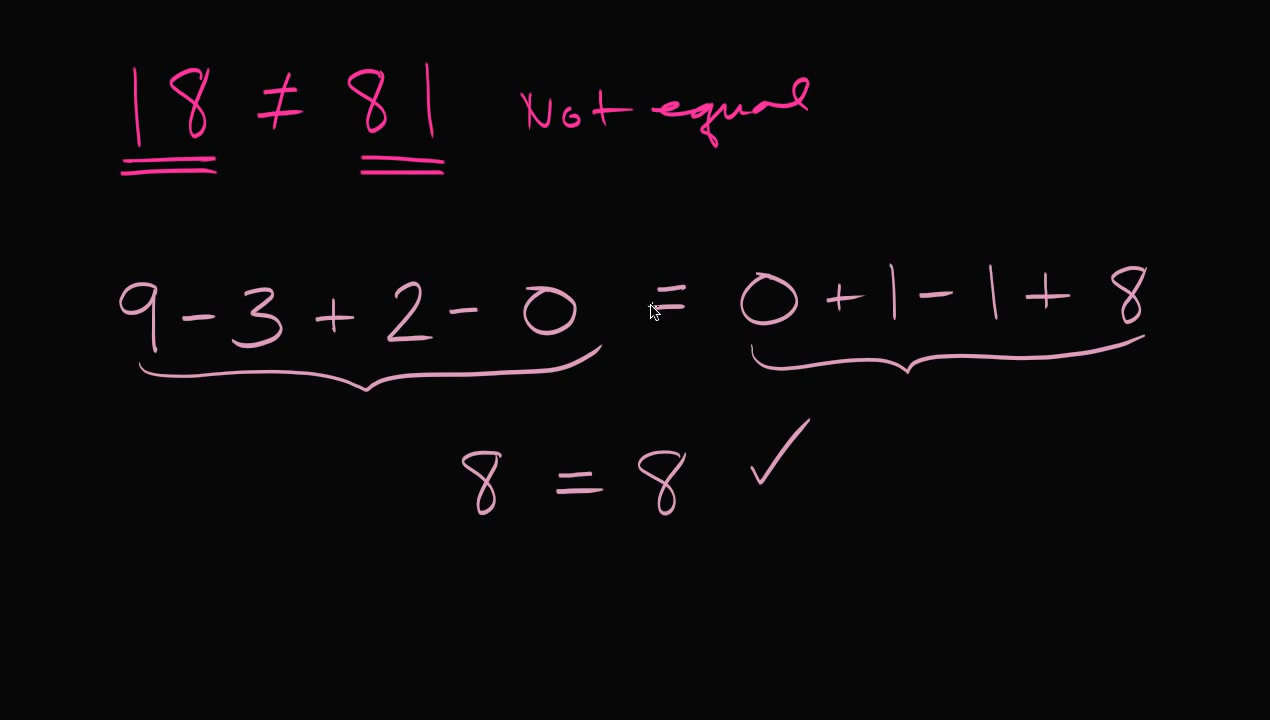 18 ≠ 81 Not equal
9 - 3 + 2 - 0 = 0 + 1 - 1 + 8
8 = 8 ✓